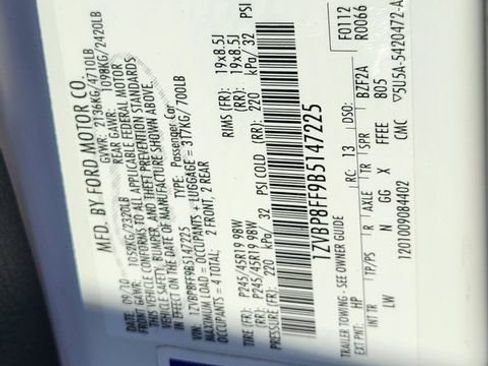 MFD. BY FORD MOTOR CO.
DATE: 09/10 GVWR: 2136KG/4710LB
FRONT GAWR: 1052KG/2320LB REAR GAWR: 1098KG/2420LB
THIS VEHICLE CONFORMS TO ALL APPLICABLE FEDERAL MOTOR
VEHICLE SAFETY, BUMPER, AND THEFT PREVENTION STANDARDS
IN EFFECT ON THE DATE OF MANUFACTURE SHOWN ABOVE.
VIN: 1ZVBP8FF9B5147225 TYPE: Passenger Car
MAXIMUM LOAD = OCCUPANTS + LUGGAGE = 317KG/700LB
OCCUPANTS = 4 TOTAL: 2 FRONT, 2 REAR
TIRE (FR): P245/45R19 98W RIMS (FR): 19x8.5J
(RR): P245/45R19 98W (RR): 19x8.5J
PRESSURE (FR): 220 kPa/ 32 PSI COLD (RR): 220 kPa/ 32 PSI
1ZVBP8FF9B5147225
TRAILER TOWING - SEE OWNER GUIDE F0112
EXT PNT: HP RC: 13 DSO: R0066
INT TR TP/PS R AXLE TR SPR BZF2A
LW N GG X FFEE 805
1201009084402 CMC ▽5U5A-5420472-A